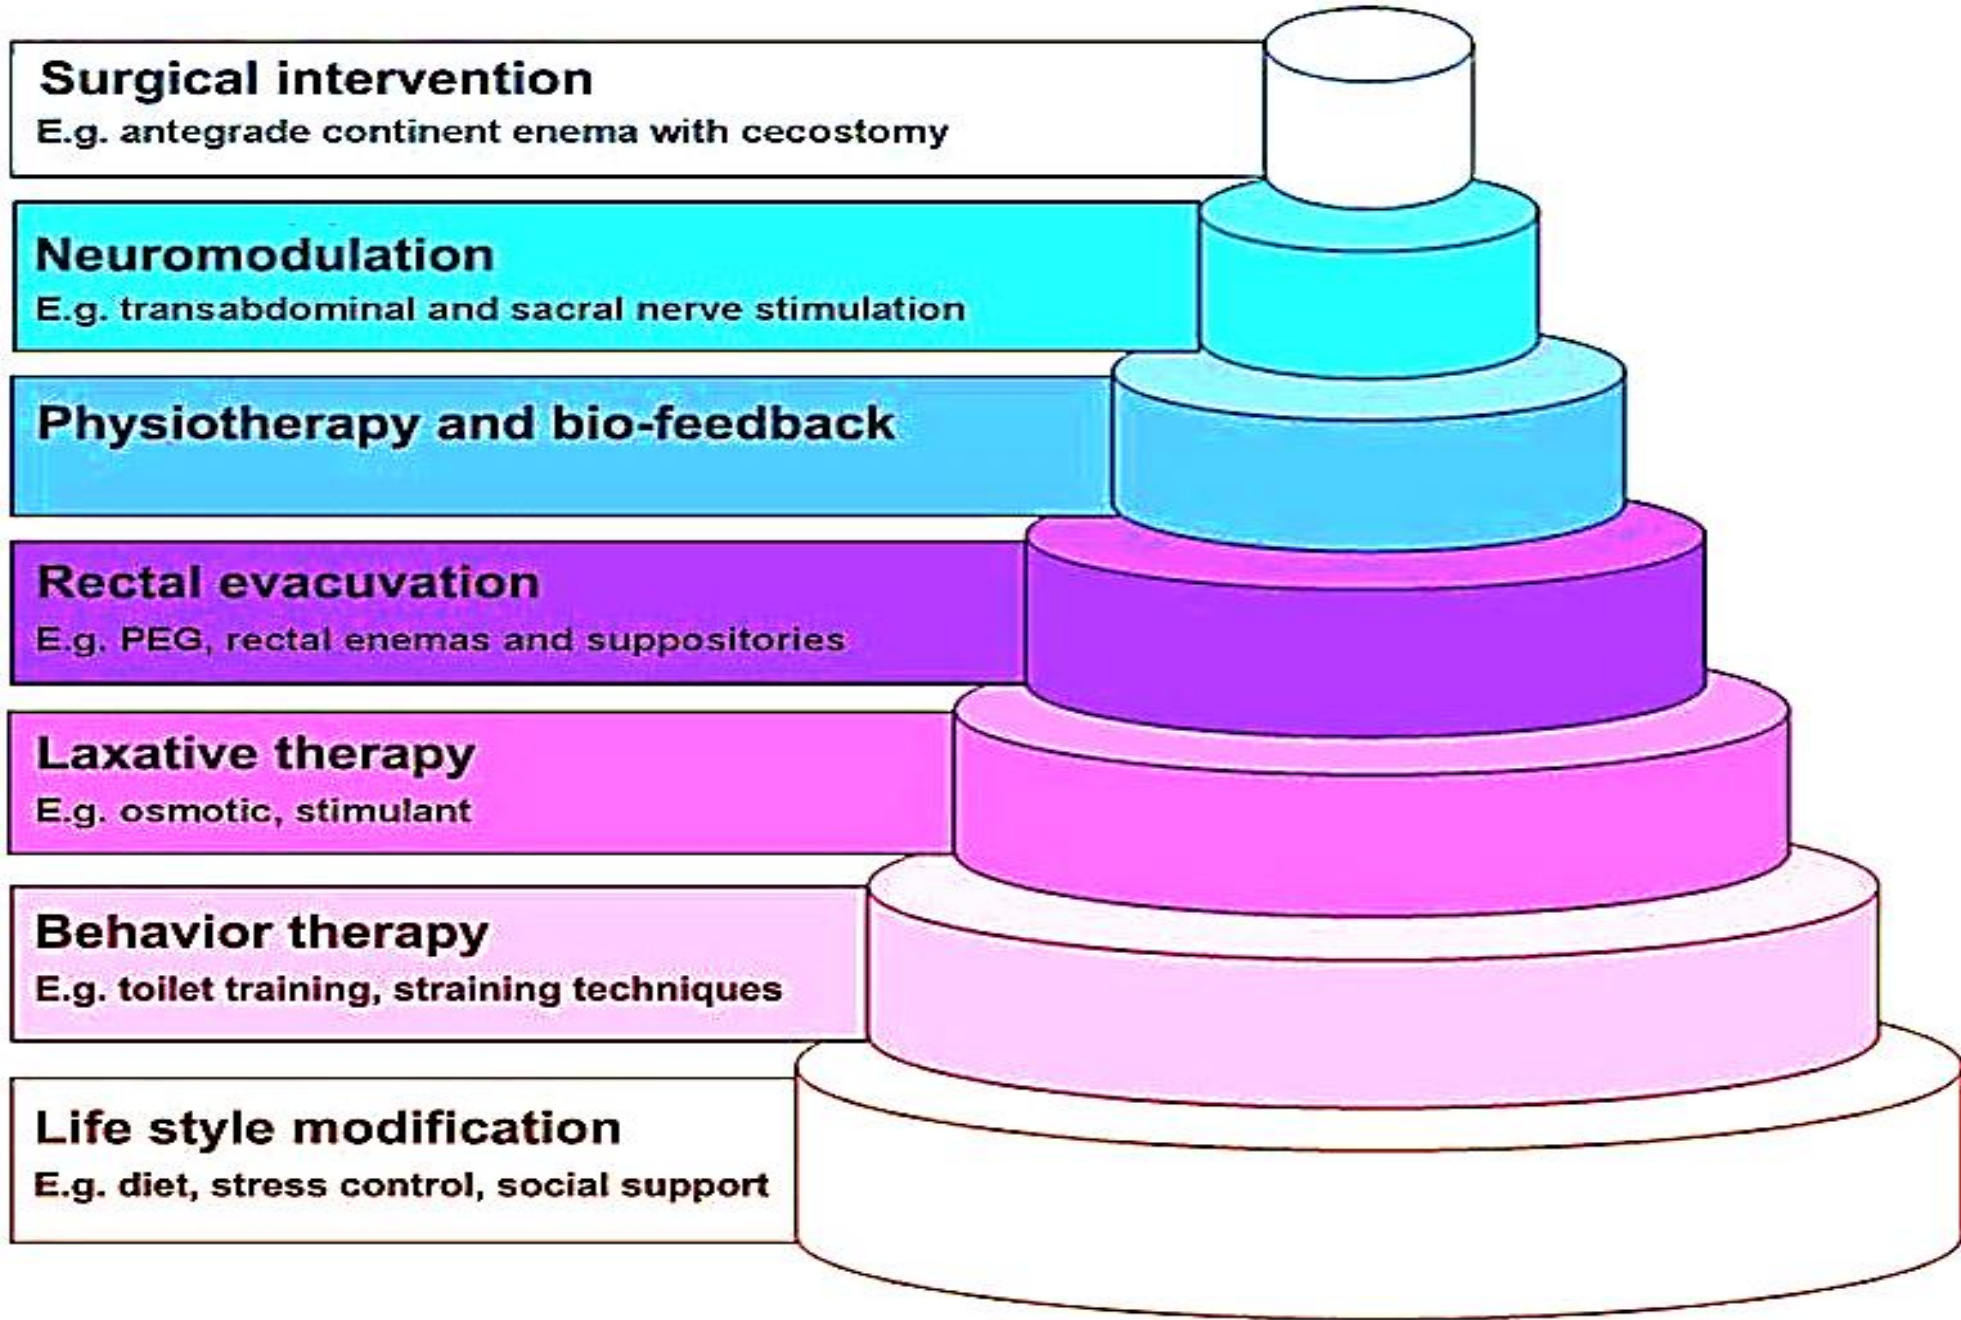 Surgical intervention
E.g. antegrade continent enema with cecostomy
Neuromodulation
E.g. transabdominal and sacral nerve stimulation
Physiotherapy and bio-feedback
Rectal evacuvation
E.g. PEG, rectal enemas and suppositories
Laxative therapy
E.g. osmotic, stimulant
Behavior therapy
E.g. toilet training, straining techniques
Life style modification
E.g. diet, stress control, social support